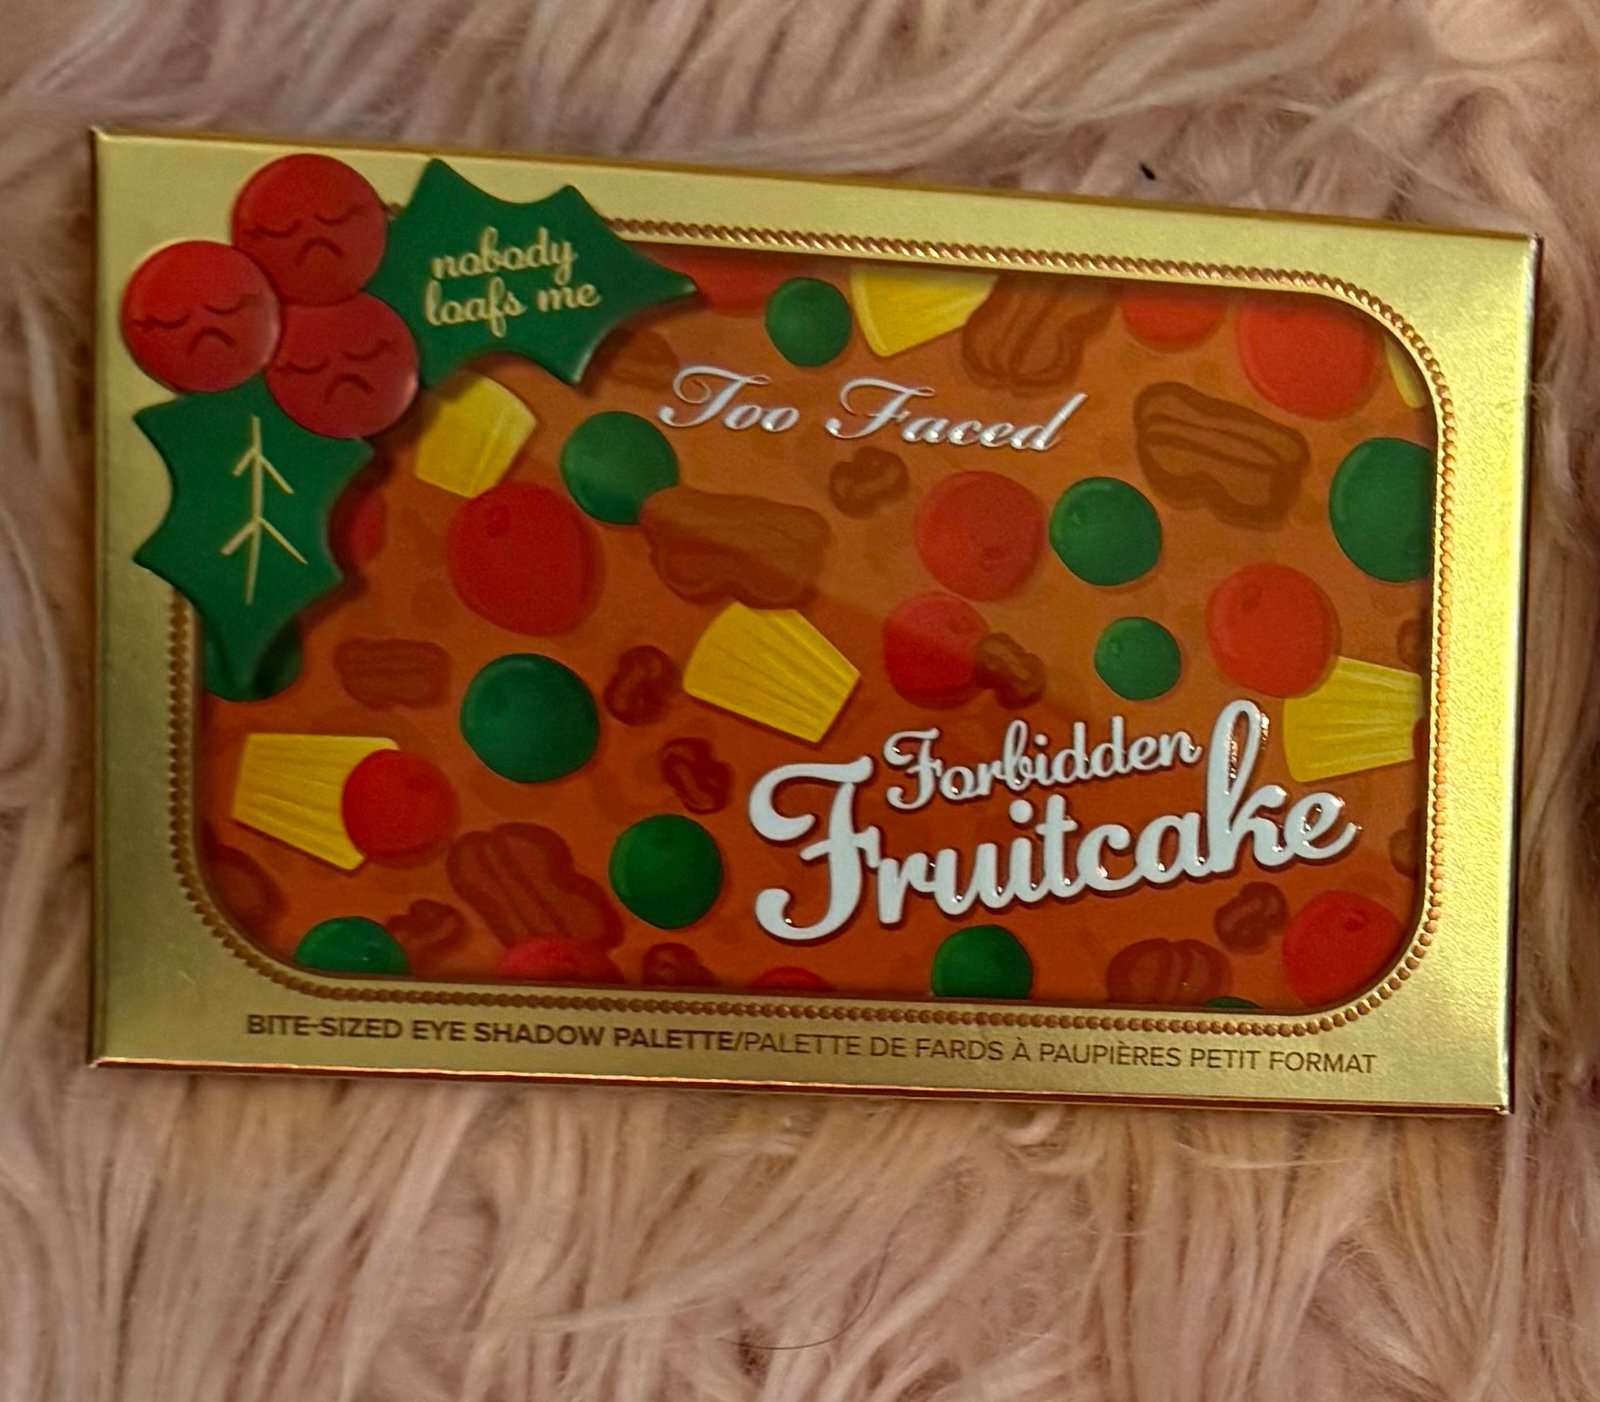 nobody
loafs me
Too Faced
Forbidden
Fruitcake
BITE-SIZED EYE SHADOW PALETTE/PALETTE DE FARDS À PAUPIÈRES PETIT FORMAT